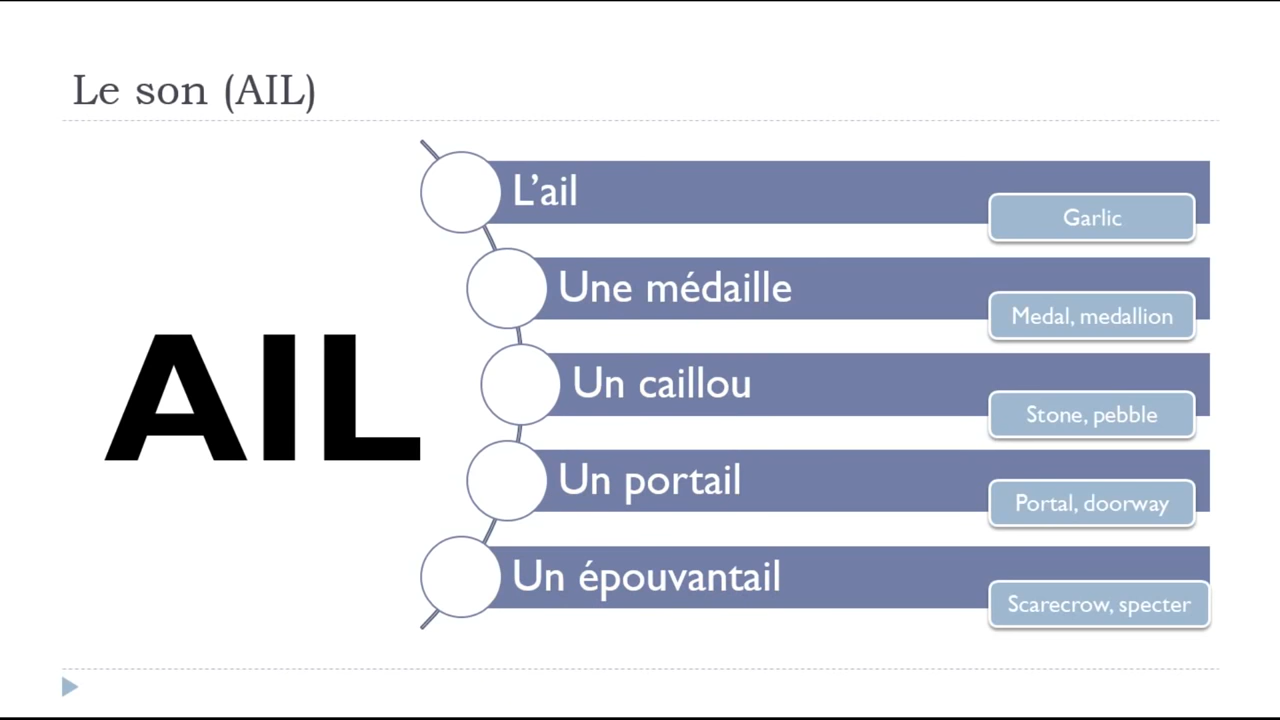 Le son (AIL)
AIL
L’ail
Garlic
Une médaille
Medal, medallion
Un caillou
Stone, pebble
Un portail
Portal, doorway
Un épouvantail
Scarecrow, specter